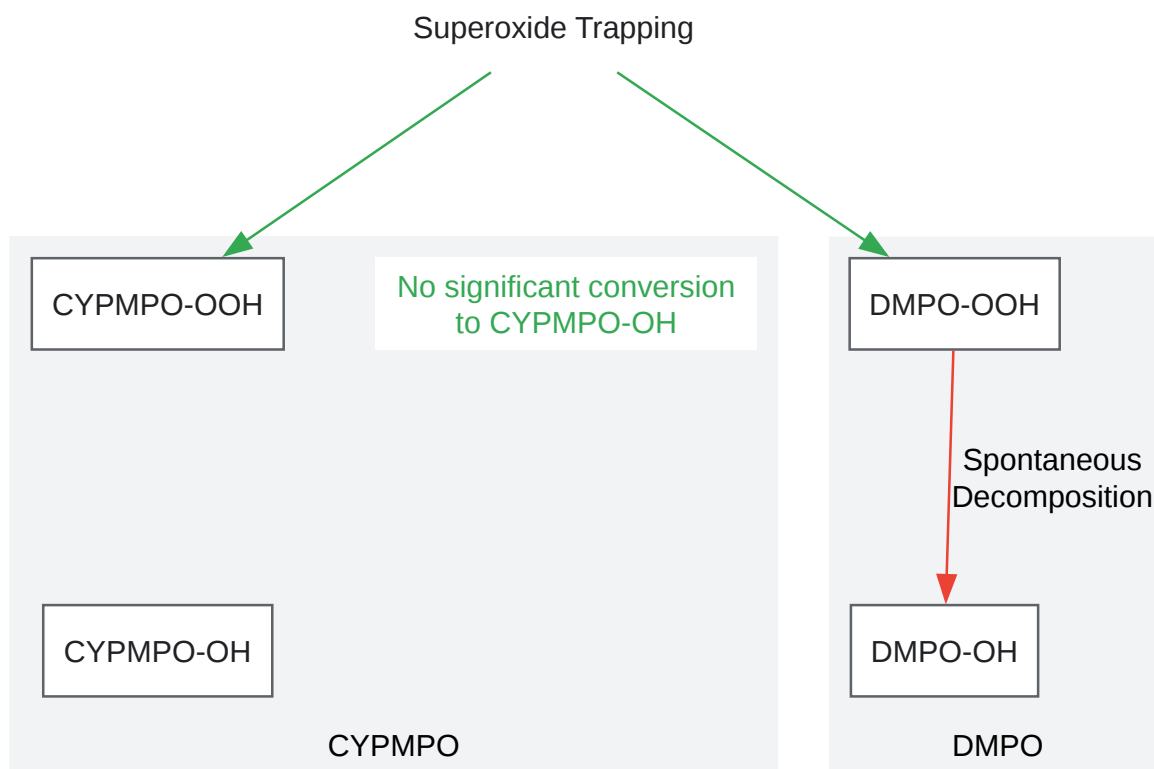 Superoxide Trapping
CYPMPO-OOH
No significant conversion
to CYPMPO-OH
DMPO-OOH
Spontaneous
Decomposition
CYPMPO-OH
DMPO-OH
CYPMPO
DMPO